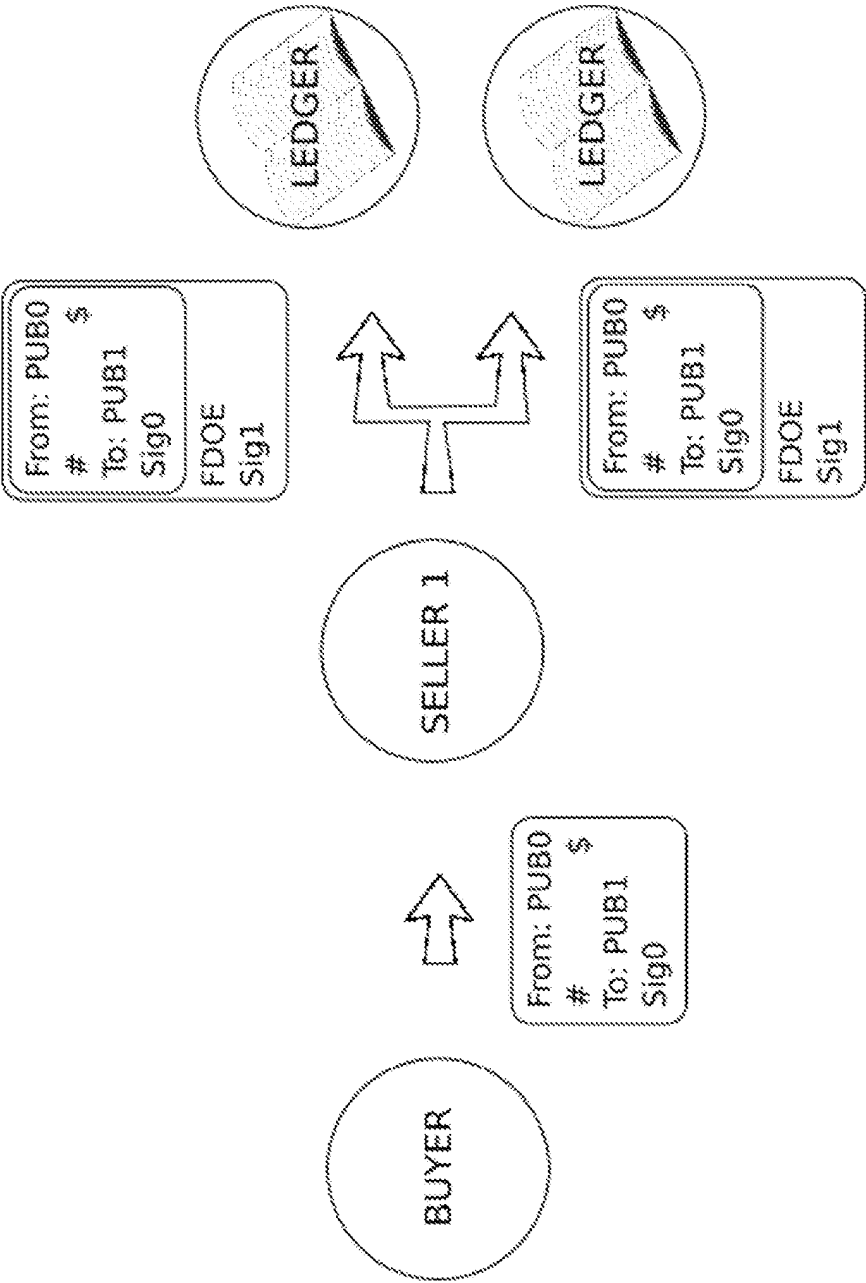 BUYER
From: PUB0
# $
To: PUB1
Sig0
SELLER 1
From: PUB0
# $
To: PUB1
Sig0
FDOE
Sig1
From: PUB0
# $
To: PUB1
Sig0
FDOE
Sig1
LEDGER
LEDGER